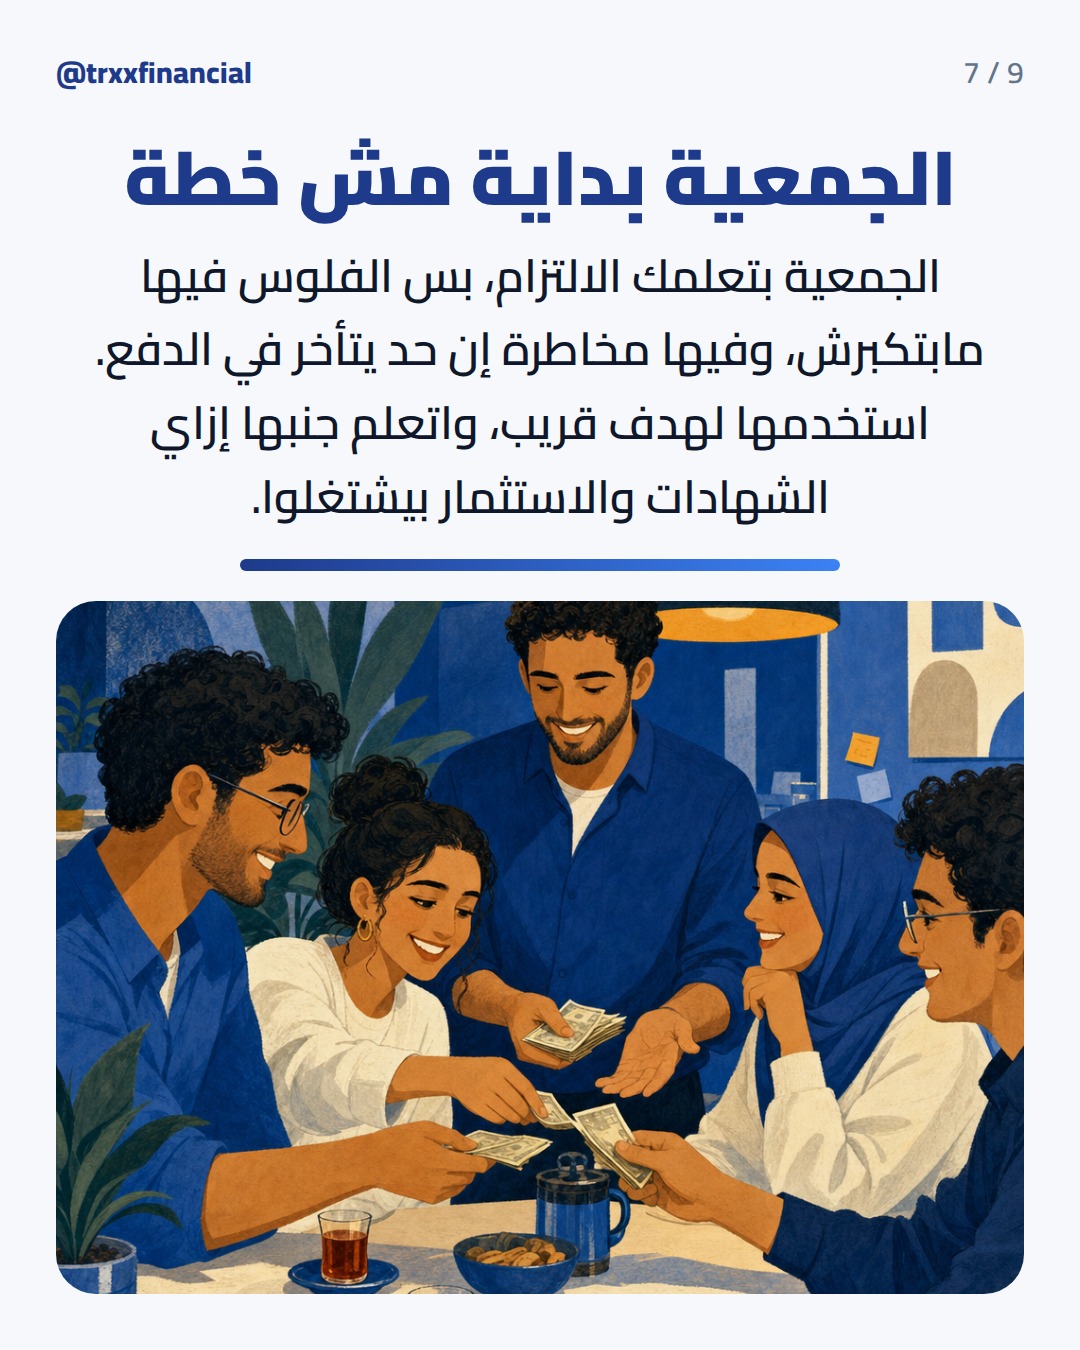 @trxxfinancial
7 / 9
الجمعية بداية مش خطة
الجمعية بتعلمك الالتزام، بس الفلوس فيها
مابتكبرش، وفيها مخاطرة إن حد يتأخر في الدفع.
استخدمها لهدف قريب، واتعلم جنبها إزاي
الشهادات والاستثمار بيشتغلوا.